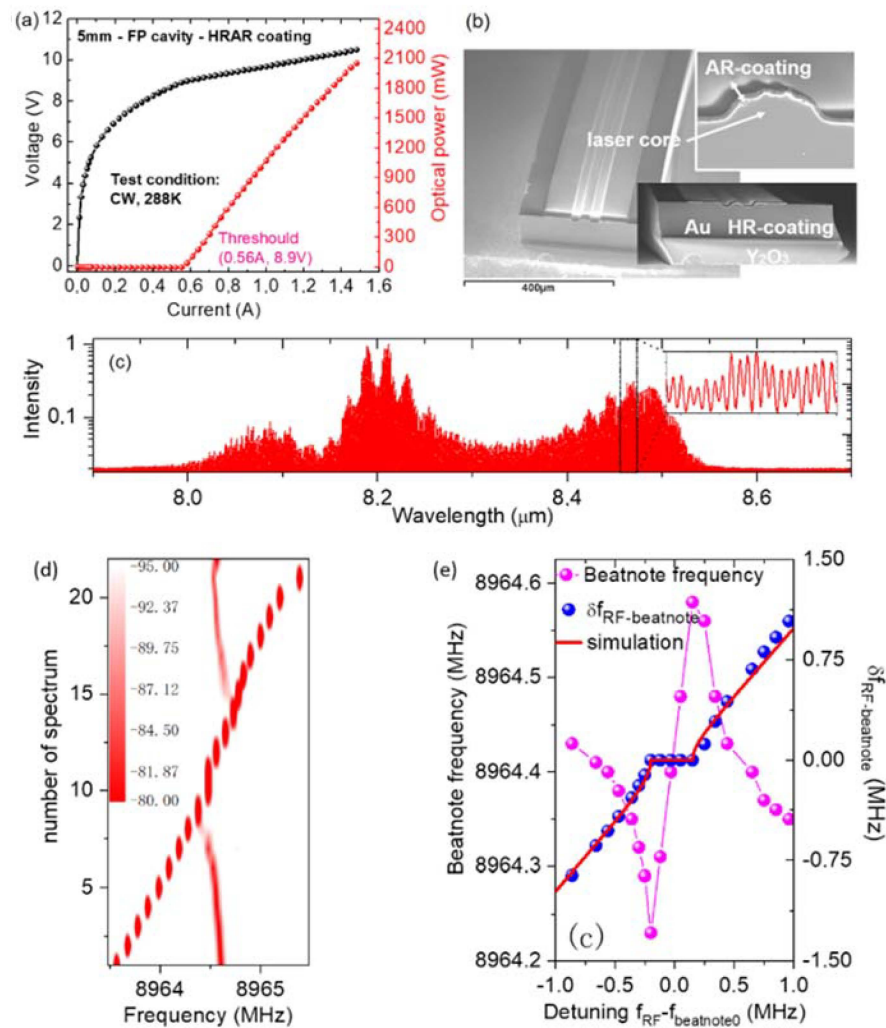 (a)
5mm - FP cavity - HRAR coating
12
10
8
6
4
2
0
Voltage (V)
2100
1800
1500
1200
900
600
300
0
Optical power (mW)
Test condition:
CW, 288K
Threshould
(0.56A, 8.9V)
0,0 0,2 0,4 0,6 0,8 1,0 1,2 1,4 1,6
Current (A)
(b)
AR-coating
laser core
Au HR-coating
Y₂O₃
400μm
(c)
1
0.1
Intensity
8.0 8.2 8.4 8.6
Wavelength (μm)
(d)
20
15
10
5
number of spectrum
-95.00
-92.37
-89.75
-87.12
-84.50
-81.87
-80.00
8964 8965
Frequency (MHz)
(e)
Beatnote frequency
δfRF-beatnote
simulation
8964.6
8964.5
8964.4
8964.3
8964.2
Beatnote frequency (MHz)
1.50
0.75
0.00
-0.75
-1.50
δfRF-beatnote (MHz)
(c)
-1.0 -0.5 0.0 0.5 1.0
Detuning fRF-fbeatnote0 (MHz)